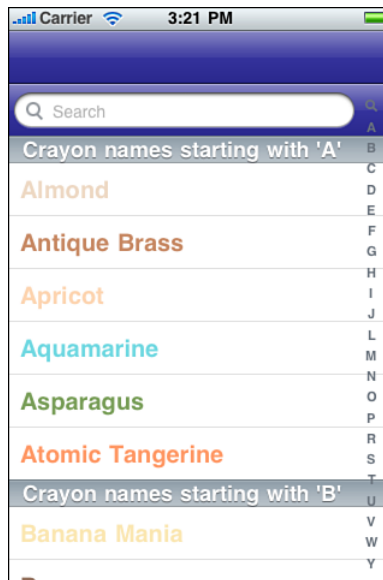 Carrier 3:21 PM
Search
A
Crayon names starting with 'A'
B
C
Almond
D
E
F
Antique Brass
G
H
Apricot
I
J
L
Aquamarine
M
N
Asparagus
O
P
R
Atomic Tangerine
S
T
Crayon names starting with 'B'
U
V
Banana Mania
W
Y